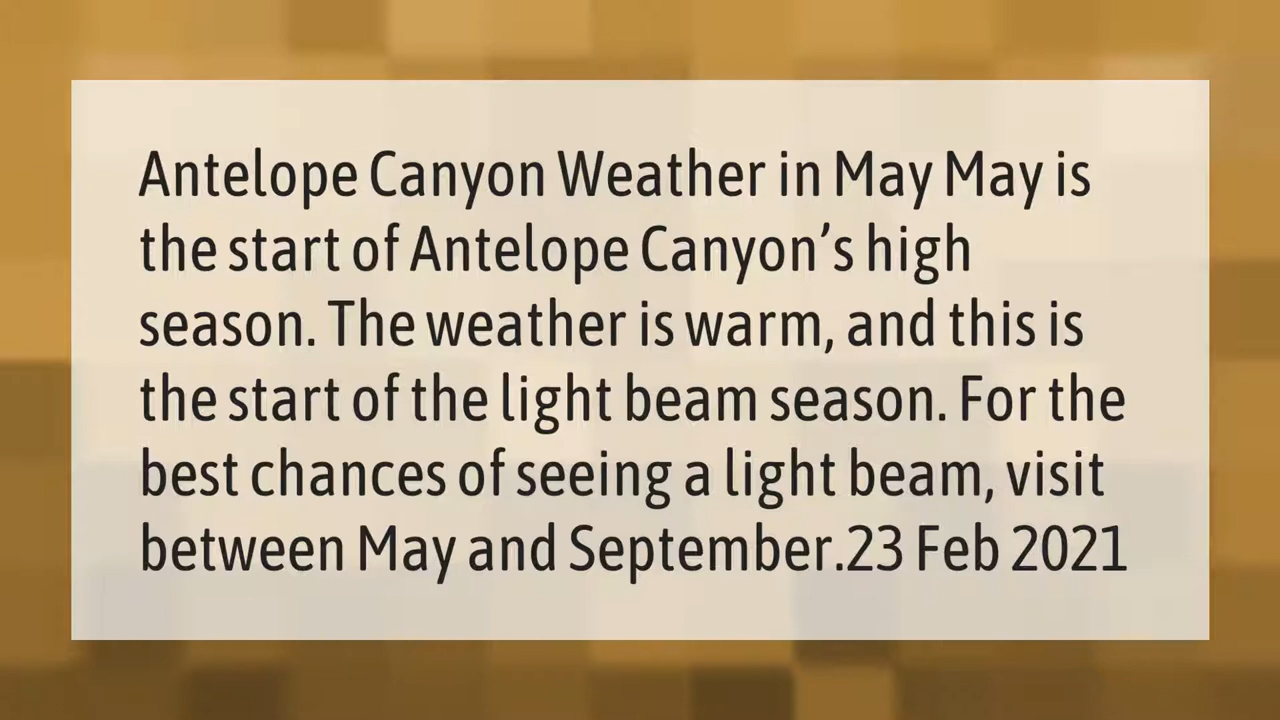 Antelope Canyon Weather in May May is
the start of Antelope Canyon’s high
season. The weather is warm, and this is
the start of the light beam season. For the
best chances of seeing a light beam, visit
between May and September.23 Feb 2021